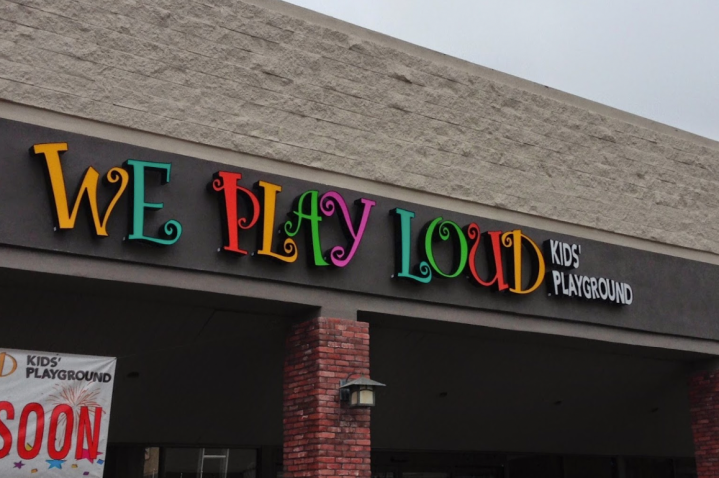 WE PLAY LOUD
KIDS'
PLAYGROUND
D KIDS'
PLAYGROUND
SOON